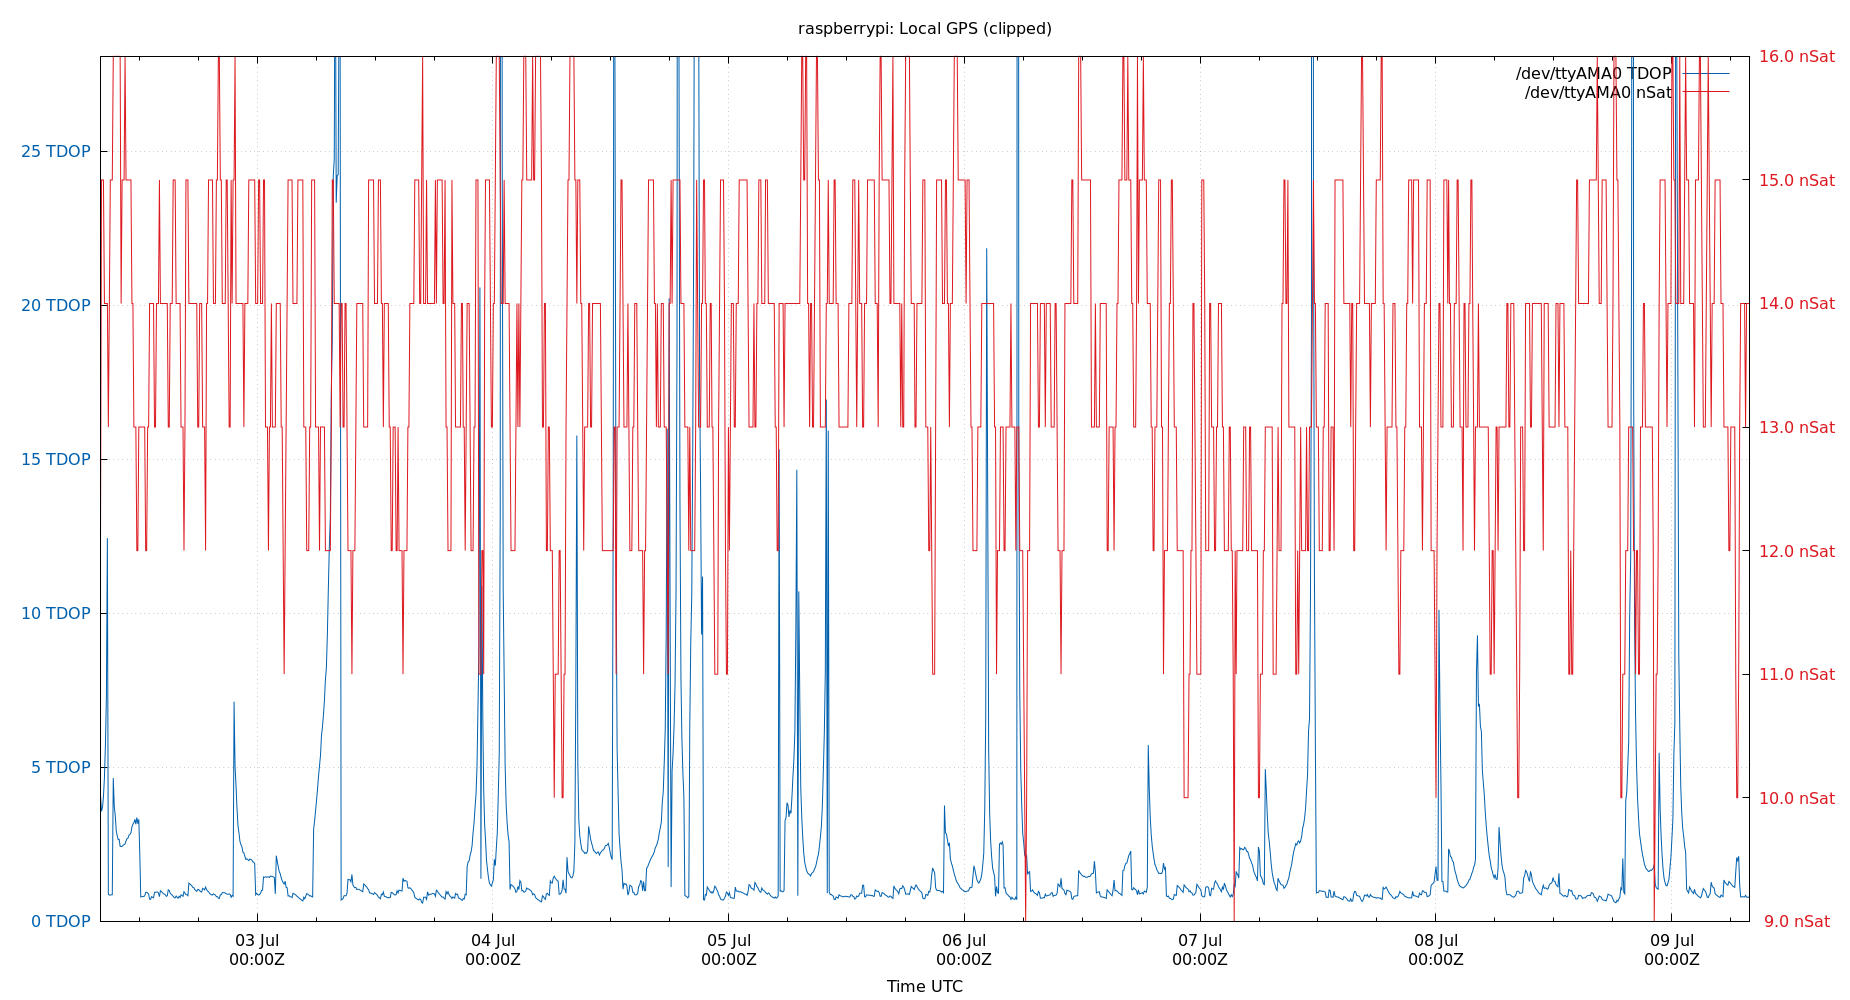 raspberrypi: Local GPS (clipped)
/dev/ttyAMA0 TDOP
/dev/ttyAMA0 nSat
25 TDOP
20 TDOP
15 TDOP
10 TDOP
5 TDOP
0 TDOP
16.0 nSat
15.0 nSat
14.0 nSat
13.0 nSat
12.0 nSat
11.0 nSat
10.0 nSat
9.0 nSat
03 Jul 04 Jul 05 Jul 06 Jul 07 Jul 08 Jul 09 Jul
00:00Z 00:00Z 00:00Z 00:00Z 00:00Z 00:00Z 00:00Z
Time UTC